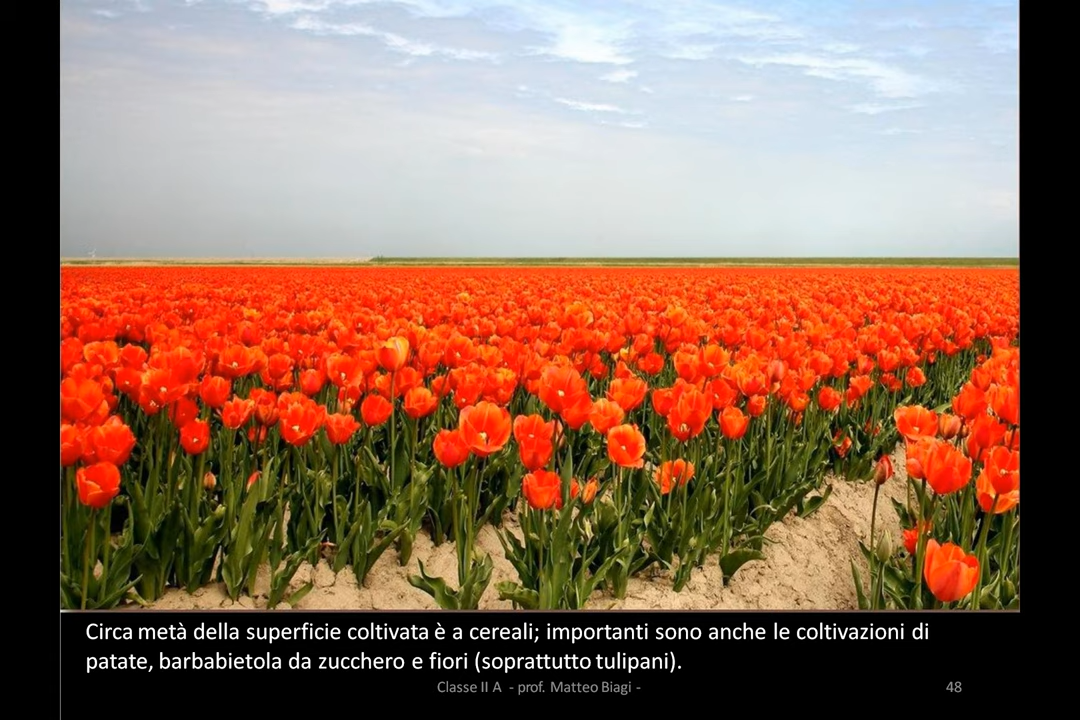 Circa metà della superficie coltivata è a cereali; importanti sono anche le coltivazioni di
patate, barbabietola da zucchero e fiori (soprattutto tulipani).
Classe II A - prof. Matteo Biagi -
48